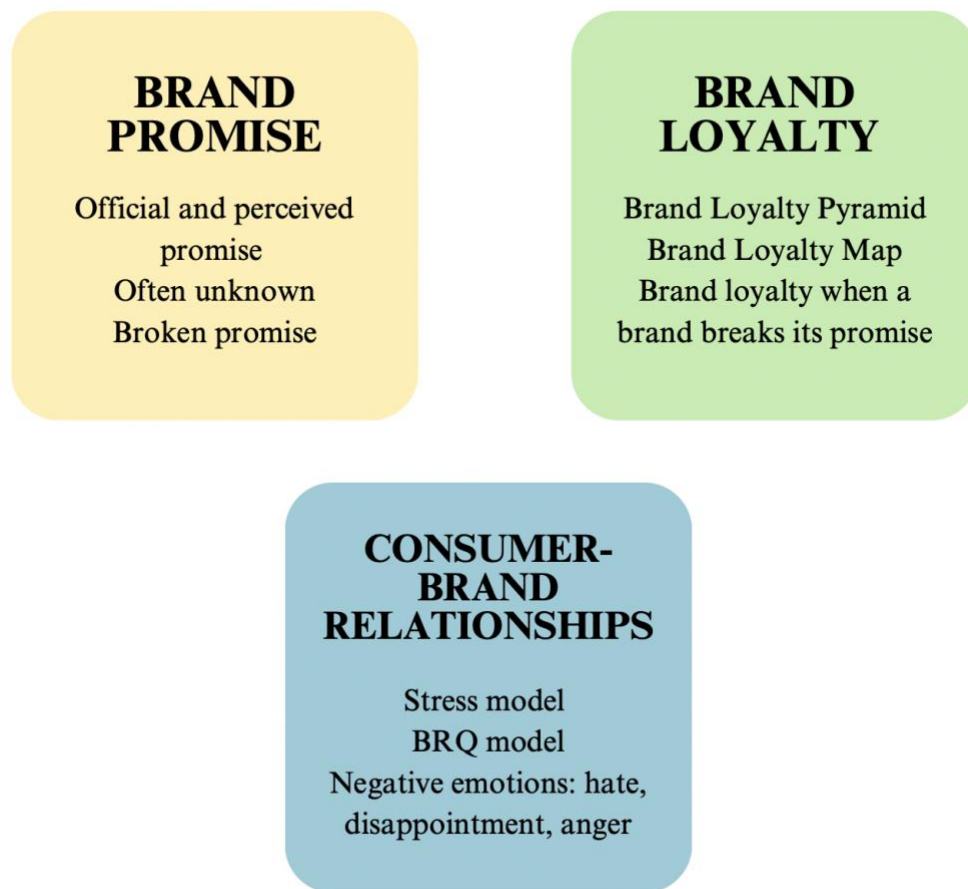 BRAND
PROMISE
Official and perceived
promise
Often unknown
Broken promise
BRAND
LOYALTY
Brand Loyalty Pyramid
Brand Loyalty Map
Brand loyalty when a
brand breaks its promise
CONSUMER-
BRAND
RELATIONSHIPS
Stress model
BRQ model
Negative emotions: hate,
disappointment, anger